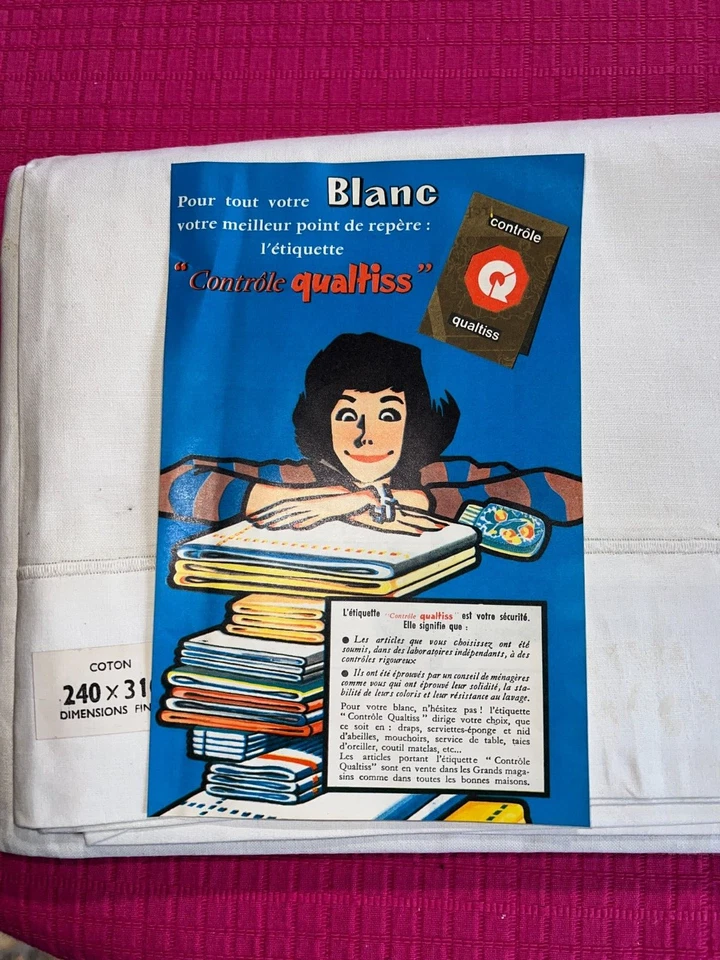 Pour tout votre Blanc
votre meilleur point de repère :
l'étiquette
"Contrôle qualtiss"
contrôle
qualtiss
L'étiquette "Contrôle qualtiss" est votre sécurité.
Elle signifie que :
● Les articles que vous choisissez ont été
soumis, dans des laboratoires indépendants, à des
contrôles rigoureux
● Ils ont été éprouvés par un conseil de ménagères
comme vous qui ont éprouvé leur solidité, la sta-
bilité de leurs coloris et leur résistance au lavage.
Pour votre blanc, n'hésitez pas ! l'étiquette
"Contrôle Qualtiss" dirige votre choix, que
ce soit en : draps, serviettes-éponge et nid
d'abeilles, mouchoirs, service de table, taies
d'oreiller, coutil matelas, etc...
Les articles portant l'étiquette "Contrôle
Qualtiss" sont en vente dans les Grands maga-
sins comme dans toutes les bonnes maisons.
COTON
240 x 31
DIMENSIONS FIN